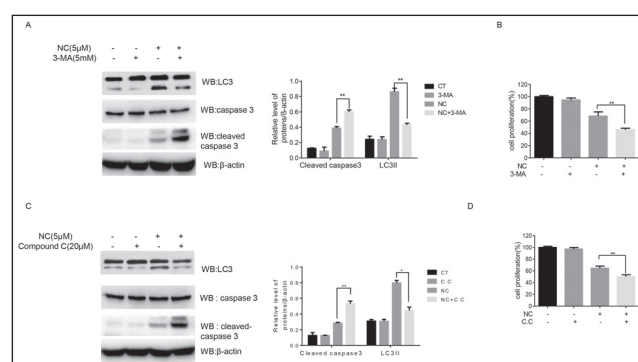 A
NC(5μM) - - + +
3-MA(5mM) - + - +
WB:LC3
WB:caspase 3
WB:cleaved
caspase 3
WB:β-actin
Relative level of
proteins/β-actin
1.0
0.8
0.6
0.4
0.2
0.0
Cleaved caspase3 LC3II
** **
CT
3-MA
NC
NC+3-MA
B
cell proliferation(%)
120
100
80
60
40
20
0
**
NC - - + +
3-MA - + - +
C
NC(5μM) - - + +
Compound C(20μM) - + - +
WB:LC3
WB : caspase 3
WB : cleaved-
caspase 3
WB:β-actin
Relative level of
proteins/β-actin
1.0
0.8
0.6
0.4
0.2
0.0
Cleaved caspase3 LC3II
** *
CT
C.C
NC
NC+C.C
D
cell proliferation(%)
120
100
80
60
40
20
0
**
NC - - + +
C.C - + - +